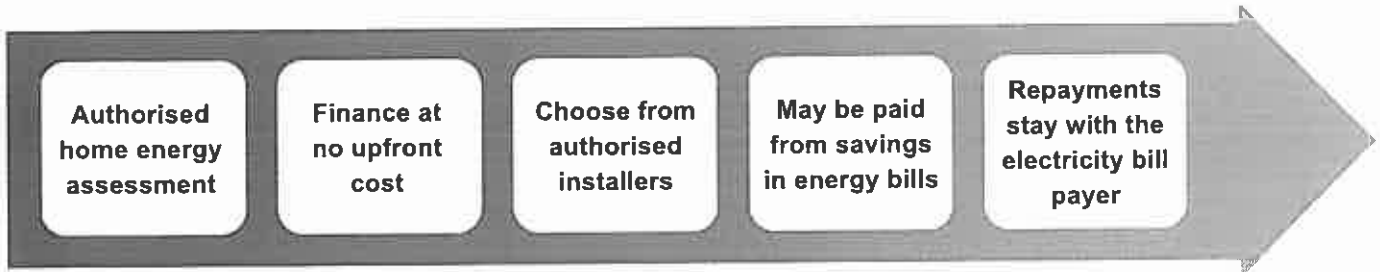 Authorised
home energy
assessment
Finance at
no upfront
cost
Choose from
authorised
installers
May be paid
from savings
in energy bills
Repayments
stay with the
electricity bill
payer